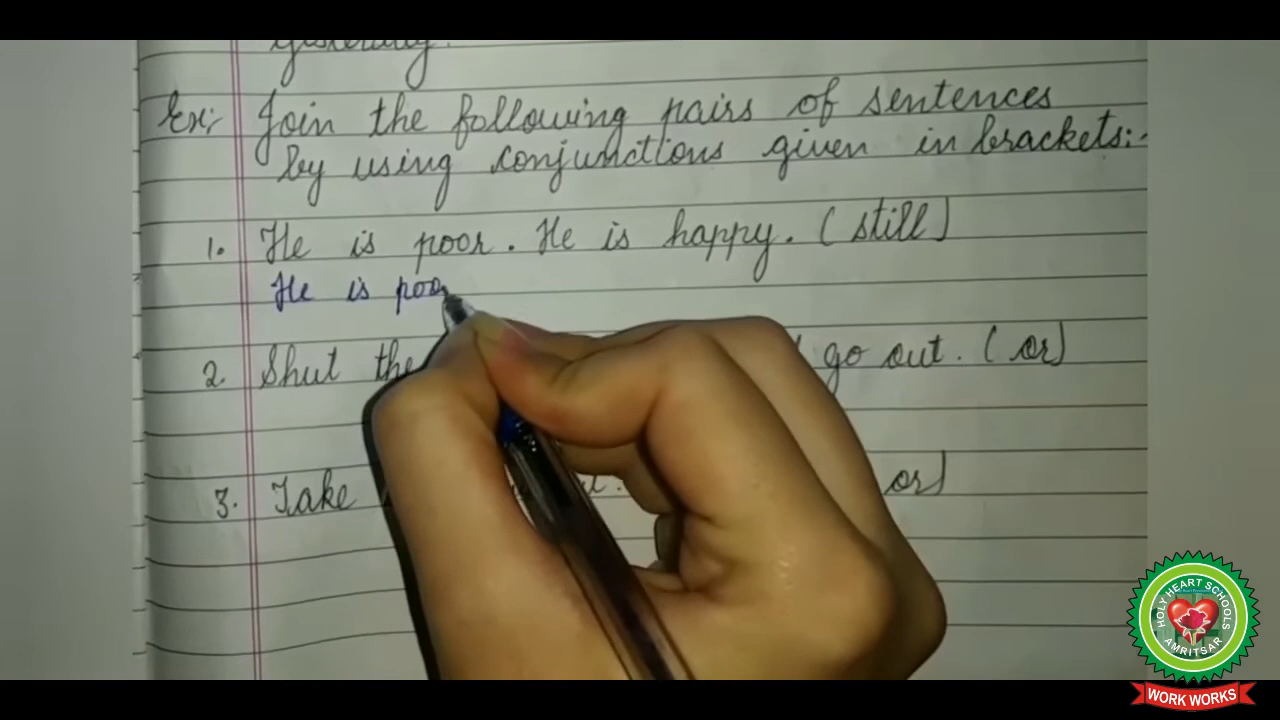 yesterday.
Ex:- Join the following pairs of sentences
by using conjunctions given in brackets:-
1. He is poor. He is happy. (still)
He is poor
2. Shut the go out. (or)
3. Take or)
HOLY HEART SCHOOLS
AMRITSAR
WORK WORKS